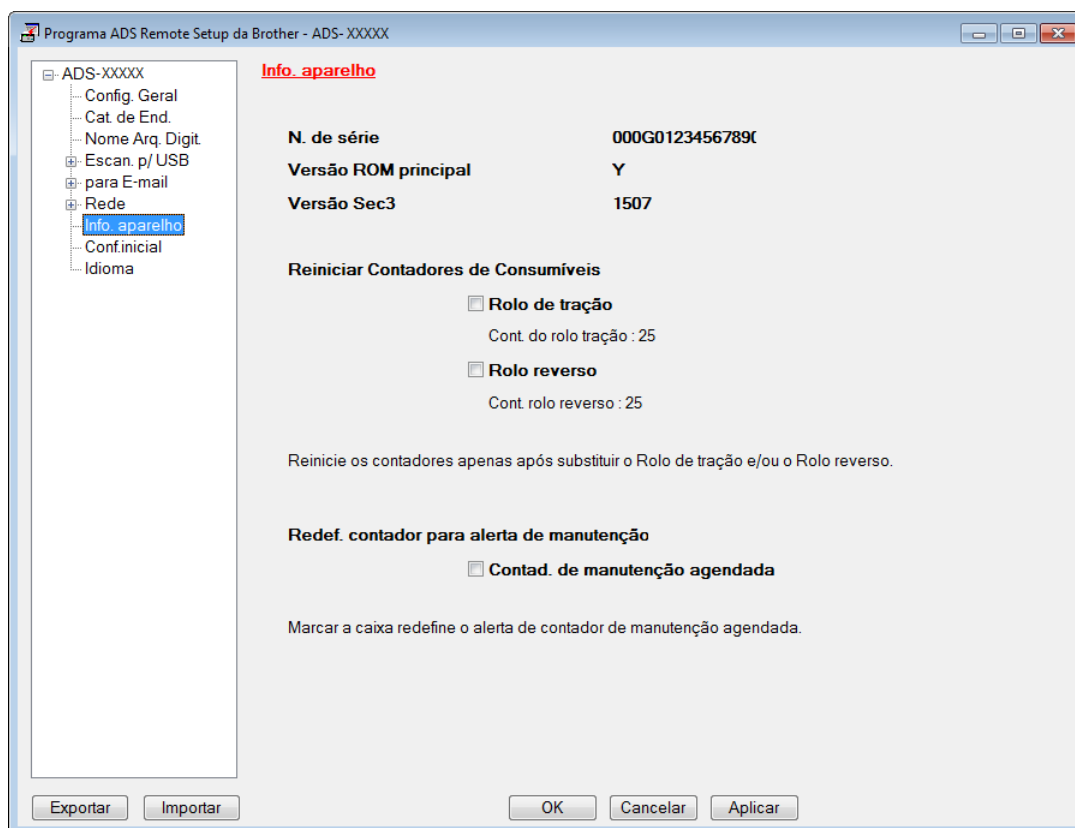 Programa ADS Remote Setup da Brother - ADS- XXXXX
ADS-XXXXX
Config. Geral
Cat. de End.
Nome Arq. Digit.
Escan. p/ USB
para E-mail
Rede
Info. aparelho
Conf.inicial
Idioma
Info. aparelho
N. de série 000G0123456789(
Versão ROM principal Y
Versão Sec3 1507
Reiniciar Contadores de Consumíveis
Rolo de tração
Cont. do rolo tração : 25
Rolo reverso
Cont. rolo reverso : 25
Reinicie os contadores apenas após substituir o Rolo de tração e/ou o Rolo reverso.
Redef. contador para alerta de manutenção
Contad. de manutenção agendada
Marcar a caixa redefine o alerta de contador de manutenção agendada.
Exportar Importar OK Cancelar Aplicar